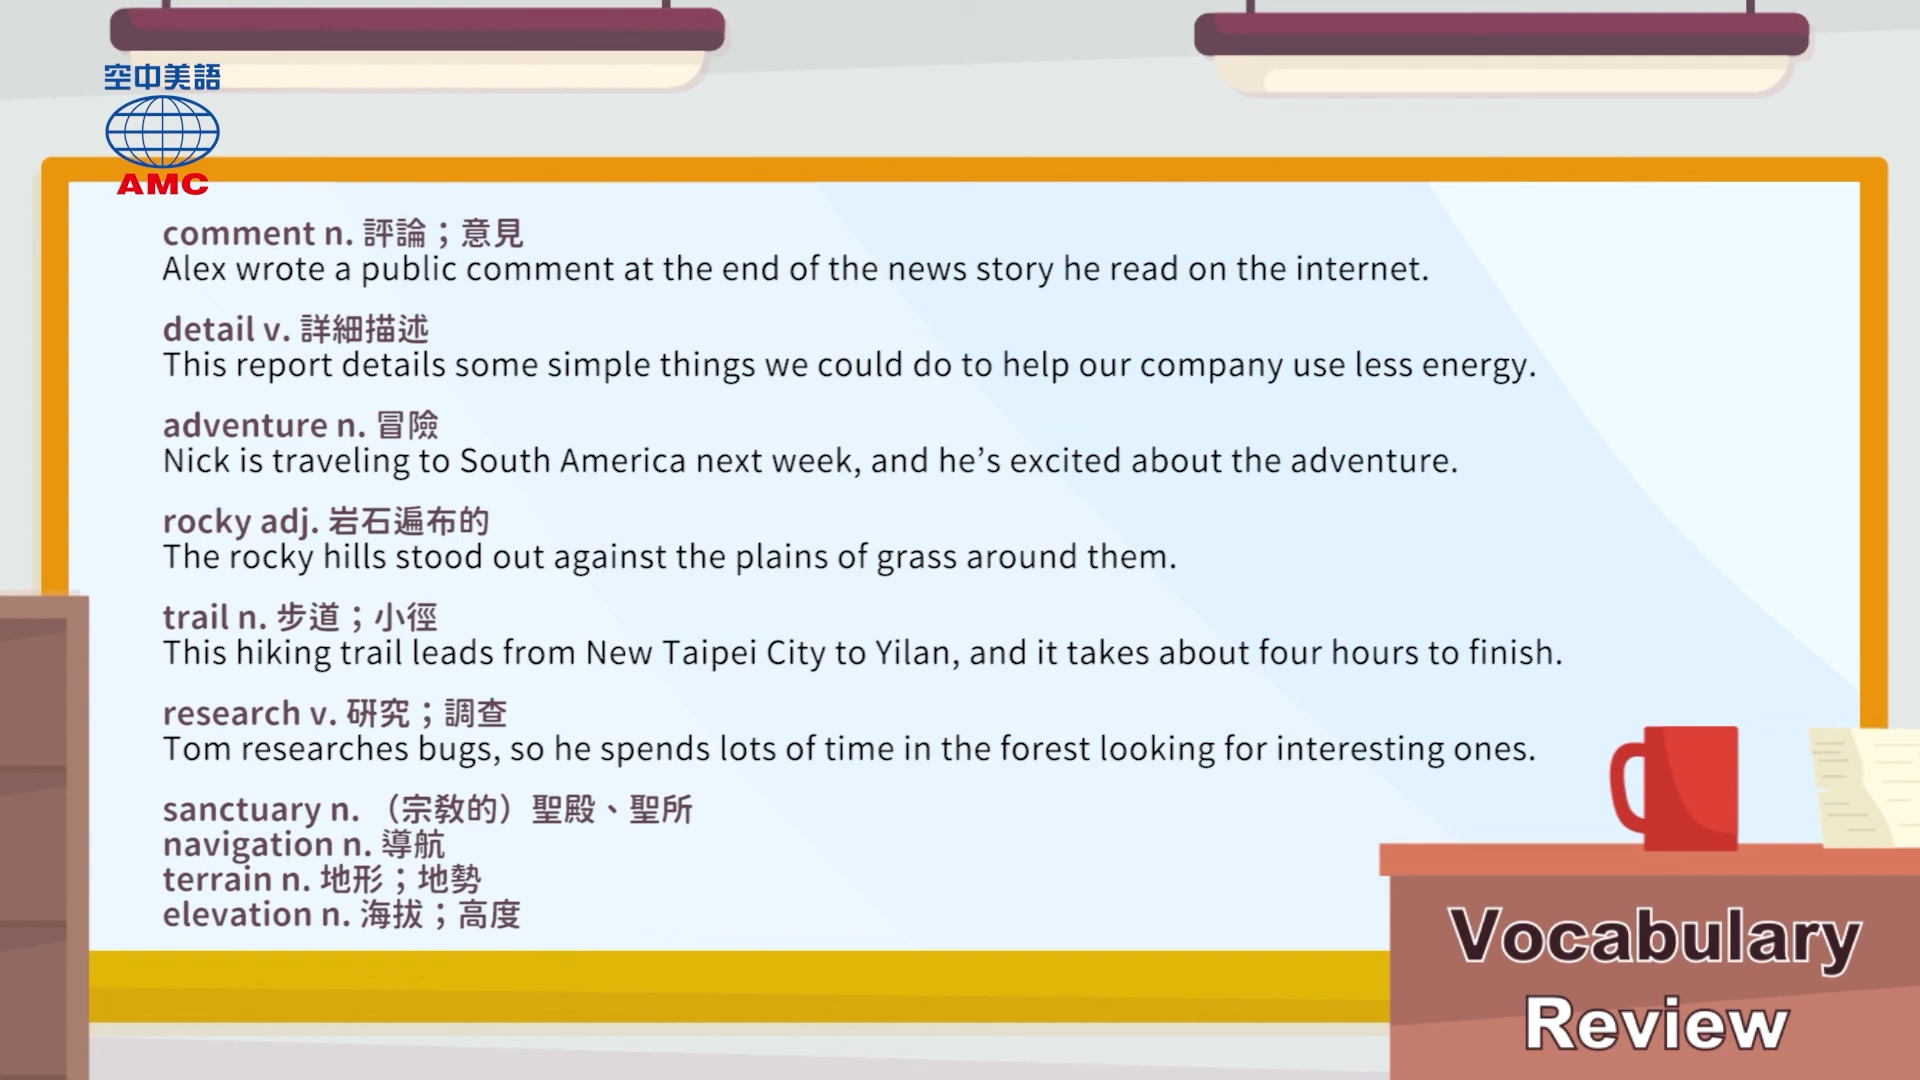 空中美語
AMC
comment n. 評論；意見
Alex wrote a public comment at the end of the news story he read on the internet.
detail v. 詳細描述
This report details some simple things we could do to help our company use less energy.
adventure n. 冒險
Nick is traveling to South America next week, and he’s excited about the adventure.
rocky adj. 岩石遍布的
The rocky hills stood out against the plains of grass around them.
trail n. 步道；小徑
This hiking trail leads from New Taipei City to Yilan, and it takes about four hours to finish.
research v. 研究；調查
Tom researches bugs, so he spends lots of time in the forest looking for interesting ones.
sanctuary n. （宗教的）聖殿、聖所
navigation n. 導航
terrain n. 地形；地勢
elevation n. 海拔；高度
Vocabulary
Review